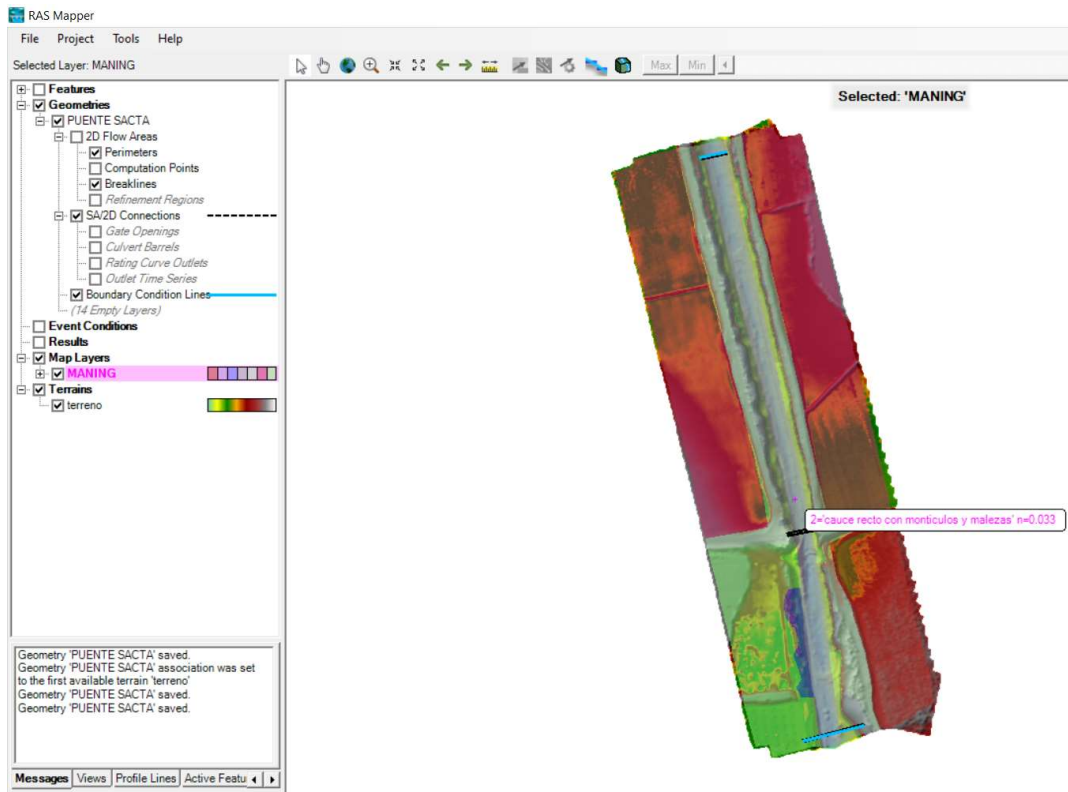 RAS Mapper
File Project Tools Help
Selected Layer: MANING
Max Min
Features
Geometries
PUENTE SACTA
2D Flow Areas
Perimeters
Computation Points
Breaklines
Refinement Regions
SA/2D Connections
Gate Openings
Culvert Barrels
Rating Curve Outlets
Outlet Time Series
Boundary Condition Lines
(14 Empty Layers)
Event Conditions
Results
Map Layers
MANING
Terrains
terreno
Selected: 'MANING'
2='cauce recto con monticulos y malezas' n=0.033
Geometry 'PUENTE SACTA' saved.
Geometry 'PUENTE SACTA' association was set
to the first available terrain 'terreno'
Geometry 'PUENTE SACTA' saved.
Geometry 'PUENTE SACTA' saved.
Messages Views Profile Lines Active Featu